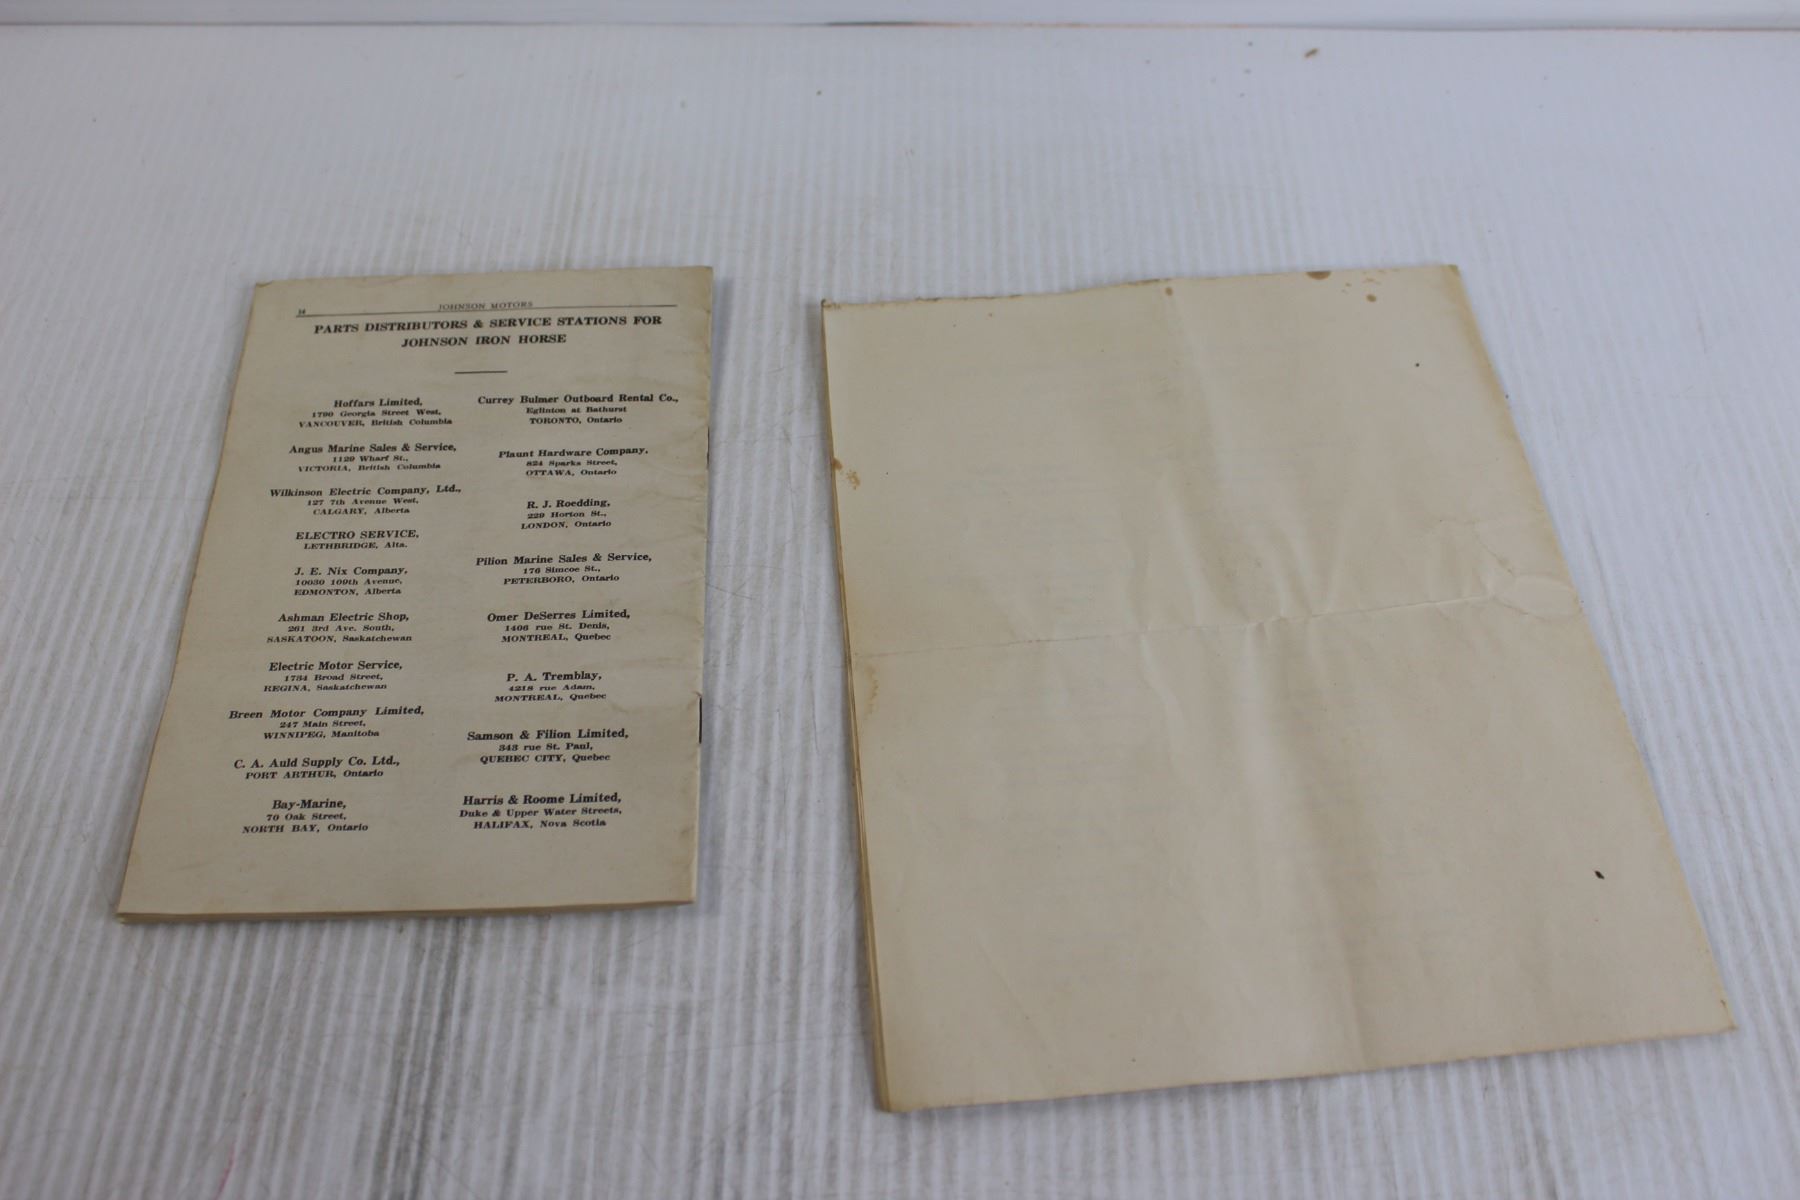 34
JOHNSON MOTORS
PARTS DISTRIBUTORS & SERVICE STATIONS FOR
JOHNSON IRON HORSE
Hoffars Limited,
1790 Georgia Street West,
VANCOUVER, British Columbia
Angus Marine Sales & Service,
1129 Wharf St.,
VICTORIA, British Columbia
Wilkinson Electric Company, Ltd.,
127 7th Avenue West,
CALGARY, Alberta
ELECTRO SERVICE,
LETHBRIDGE, Alta.
J. E. Nix Company,
10030 109th Avenue,
EDMONTON, Alberta
Ashman Electric Shop,
261 3rd Ave. South,
SASKATOON, Saskatchewan
Electric Motor Service,
1734 Broad Street,
REGINA, Saskatchewan
Breen Motor Company Limited,
247 Main Street,
WINNIPEG, Manitoba
C. A. Auld Supply Co. Ltd.,
PORT ARTHUR, Ontario
Bay-Marine,
70 Oak Street,
NORTH BAY, Ontario
Currey Bulmer Outboard Rental Co.,
Eglinton at Bathurst
TORONTO, Ontario
Plaunt Hardware Company,
824 Sparks Street,
OTTAWA, Ontario
R. J. Roedding,
229 Horton St.,
LONDON, Ontario
Pilion Marine Sales & Service,
176 Simcoe St.,
PETERBORO, Ontario
Omer DeSerres Limited,
1406 rue St. Denis,
MONTREAL, Quebec
P. A. Tremblay,
4218 rue Adam,
MONTREAL, Quebec
Samson & Filion Limited,
343 rue St. Paul,
QUEBEC CITY, Quebec
Harris & Roome Limited,
Duke & Upper Water Streets,
HALIFAX, Nova Scotia